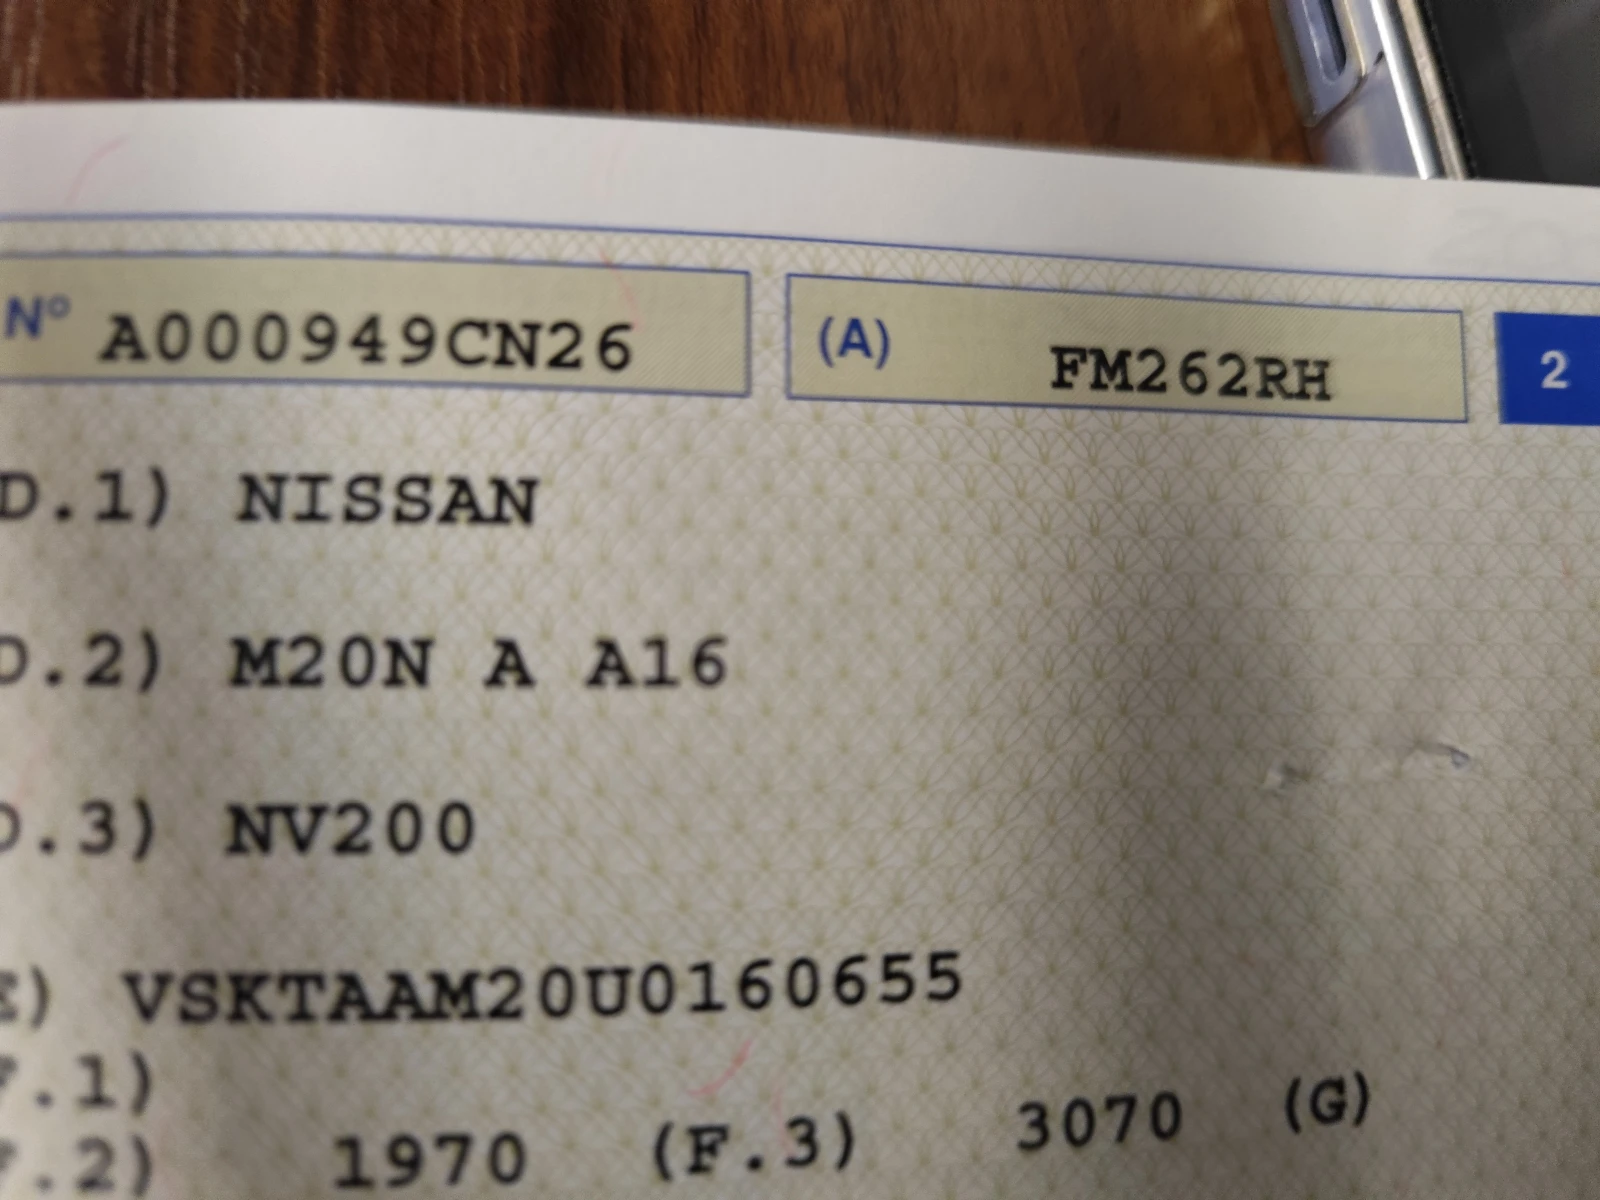 N° A000949CN26 (A) FM262RH 2
D.1) NISSAN
D.2) M20N A A16
D.3) NV200
E) VSKTAAM20U0160655
F.1)
F.2) 1970 (F.3) 3070 (G)